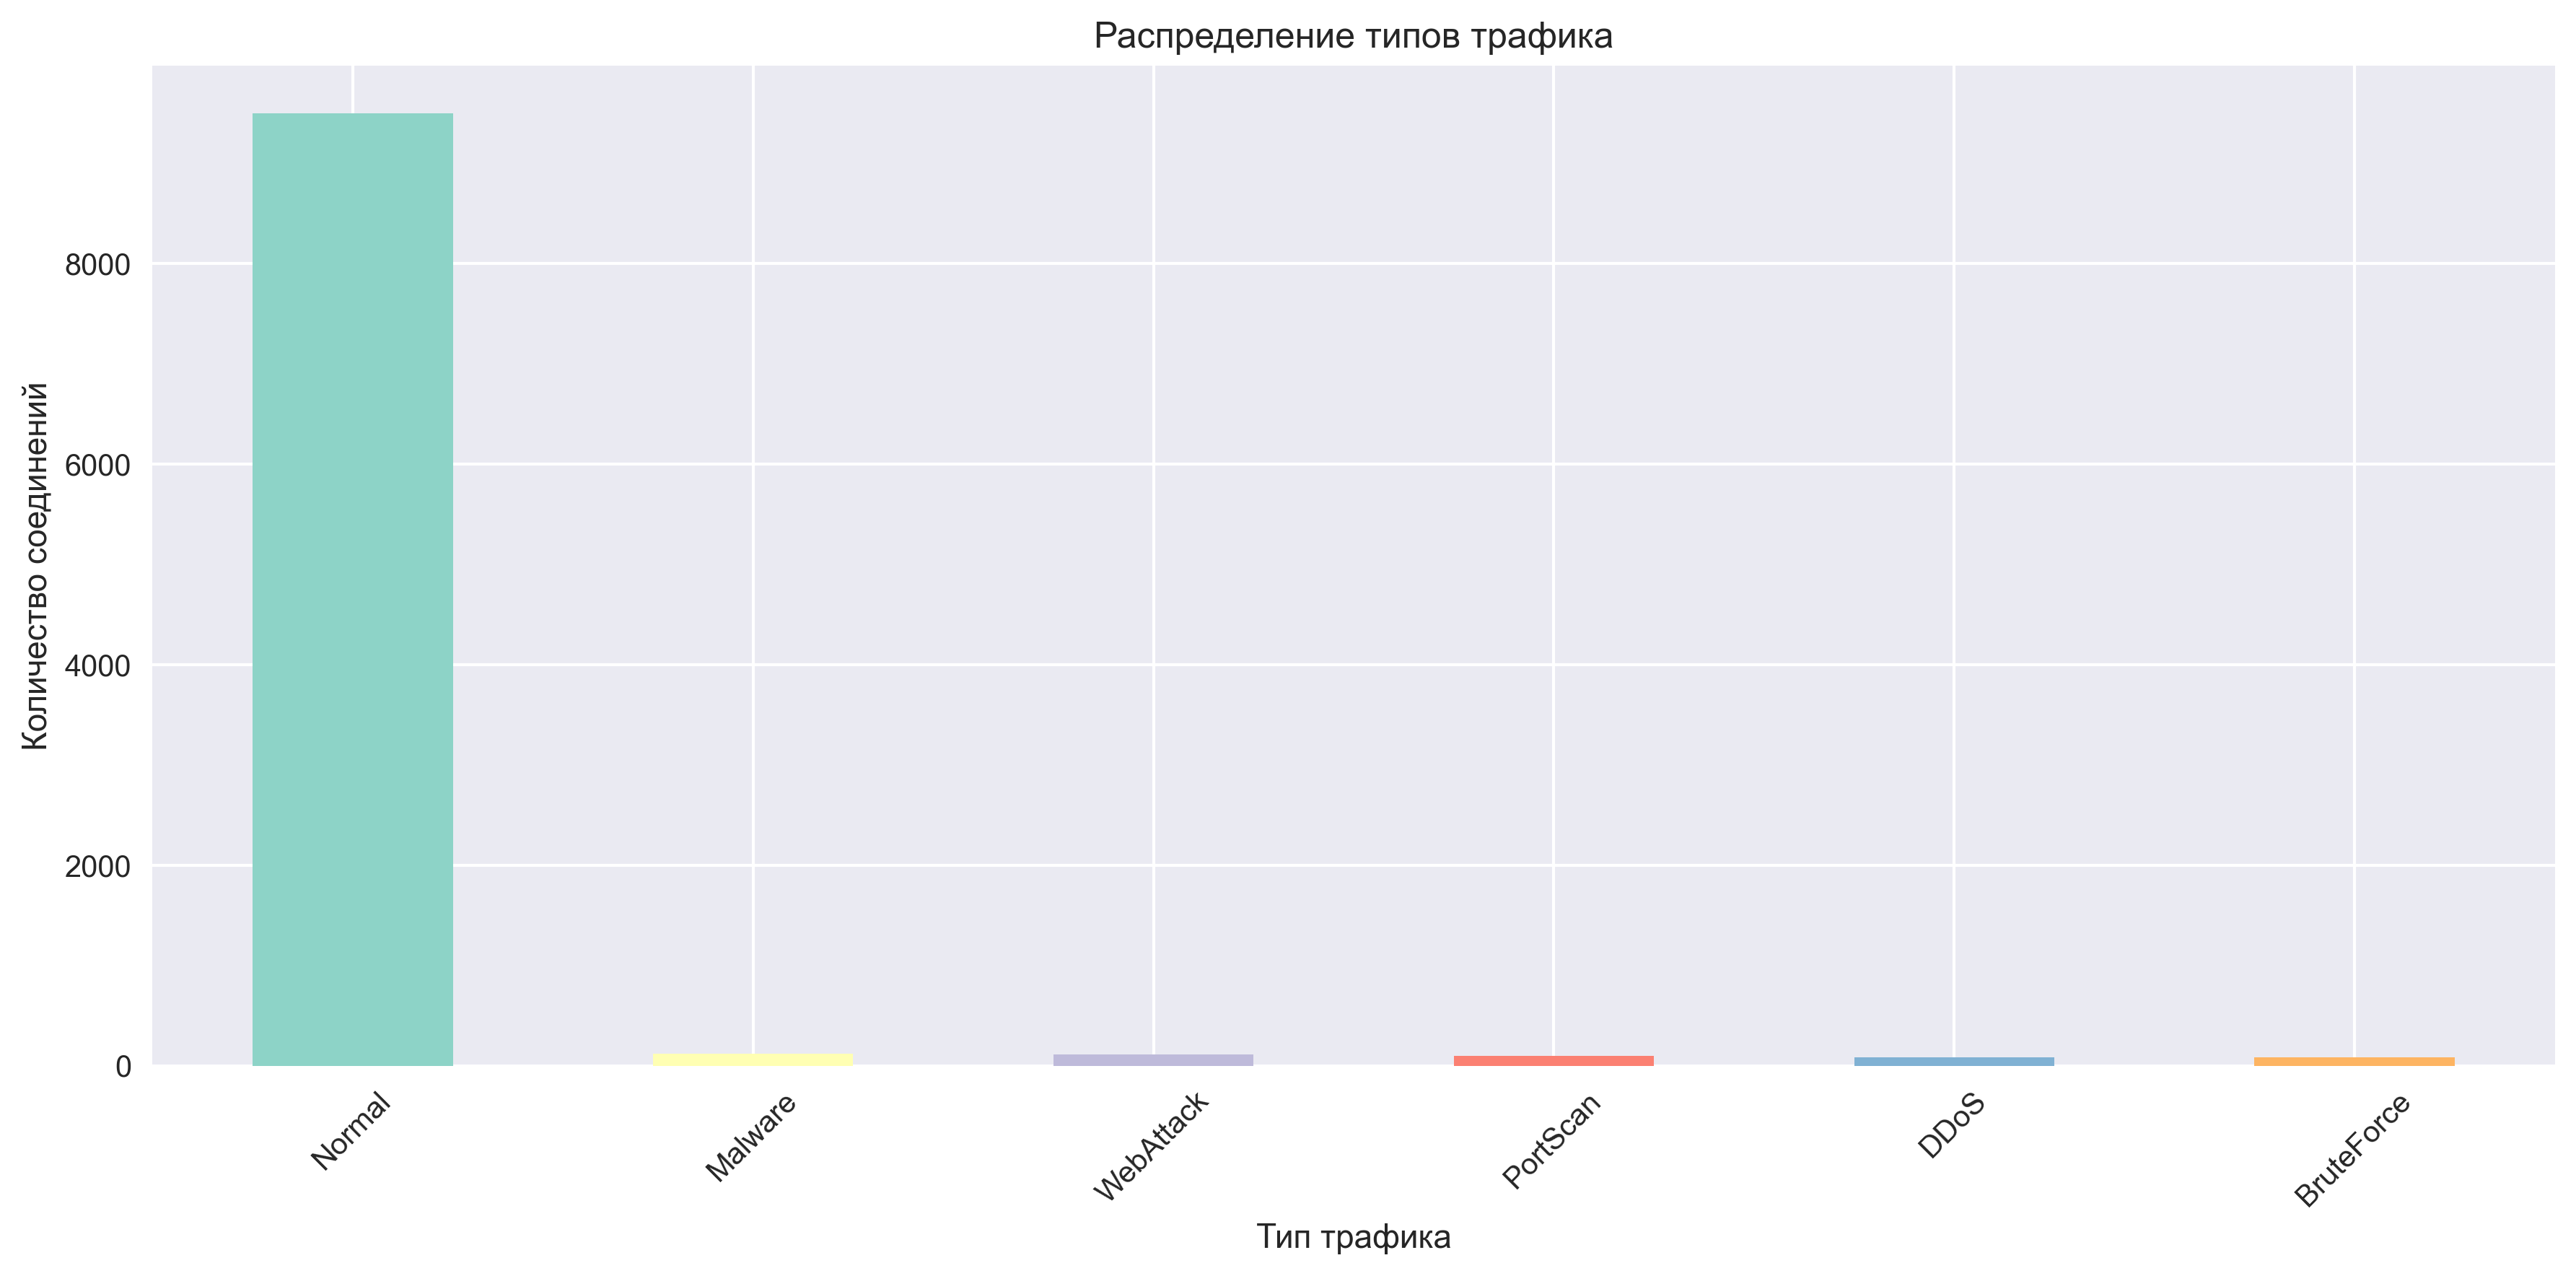 Распределение типов трафика
Количество соединений
8000
6000
4000
2000
0
Normal
Malware
WebAttack
PortScan
DDoS
BruteForce
Тип трафика